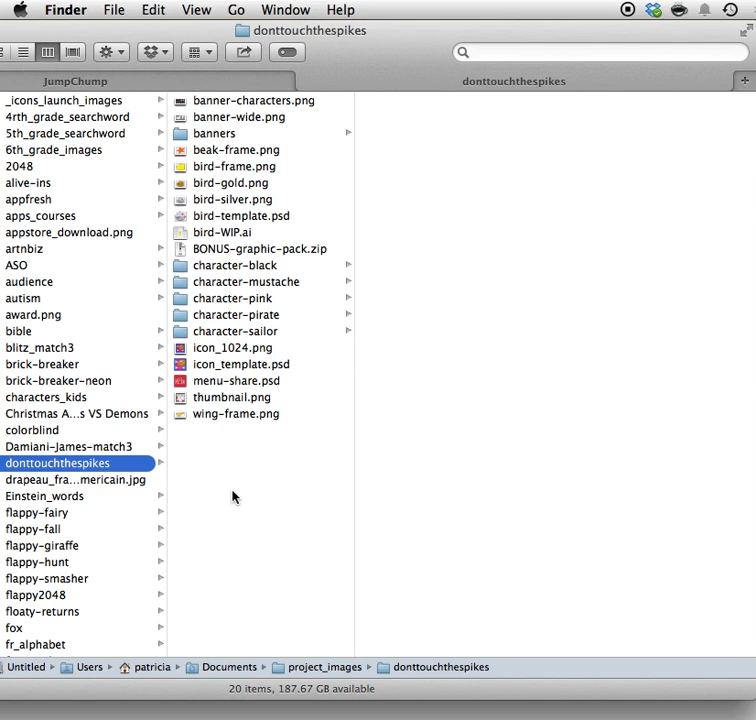 Finder File Edit View Go Window Help
donttouchthespikes
JumpChump
donttouchthespikes
_icons_launch_images
4rth_grade_searchword
5th_grade_searchword
6th_grade_images
2048
alive-ins
appfresh
apps_courses
appstore_download.png
artnbiz
ASO
audience
autism
award.png
bible
blitz_match3
brick-breaker
brick-breaker-neon
characters_kids
Christmas A...s VS Demons
colorblind
Damiani-James-match3
donttouchthespikes
drapeau_fra...mericain.jpg
Einstein_words
flappy-fairy
flappy-fall
flappy-giraffe
flappy-hunt
flappy-smasher
flappy2048
floaty-returns
fox
fr_alphabet
banner-characters.png
banner-wide.png
banners
beak-frame.png
bird-frame.png
bird-gold.png
bird-silver.png
bird-template.psd
bird-WIP.ai
BONUS-graphic-pack.zip
character-black
character-mustache
character-pink
character-pirate
character-sailor
icon_1024.png
icon_template.psd
menu-share.psd
thumbnail.png
wing-frame.png
Untitled Users patricia Documents project_images donttouchthespikes
20 items, 187.67 GB available